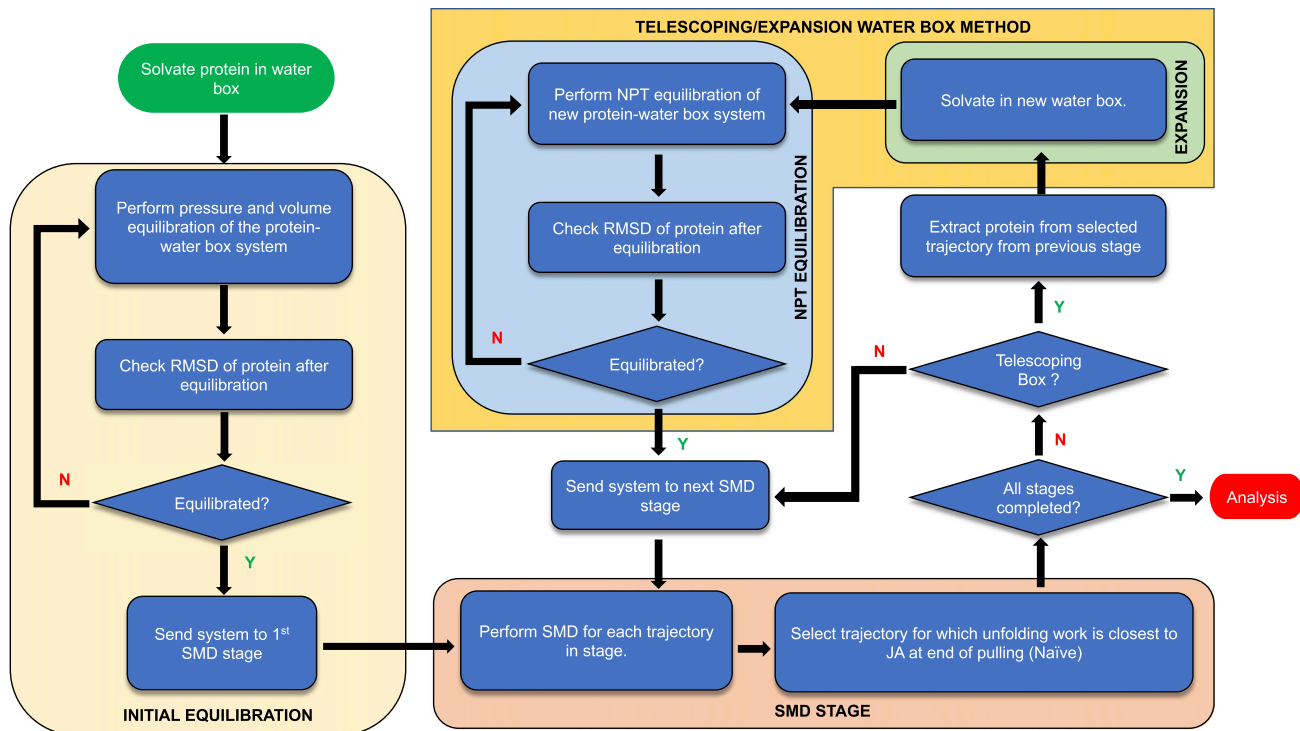 Solvate protein in water
box
INITIAL EQUILIBRATION
Perform pressure and volume
equilibration of the protein-
water box system
Check RMSD of protein after
equilibration
Equilibrated?
N
Y
Send system to 1st
SMD stage
TELESCOPING/EXPANSION WATER BOX METHOD
NPT EQUILIBRATION
Perform NPT equilibration of
new protein-water box system
Check RMSD of protein after
equilibration
Equilibrated?
N
Y
Send system to next SMD
stage
EXPANSION
Solvate in new water box.
Extract protein from selected
trajectory from previous stage
Y
Telescoping
Box ?
N
N
All stages
completed?
Y
Analysis
Perform SMD for each trajectory
in stage.
Select trajectory for which unfolding work is closest to
JA at end of pulling (Naïve)
SMD STAGE